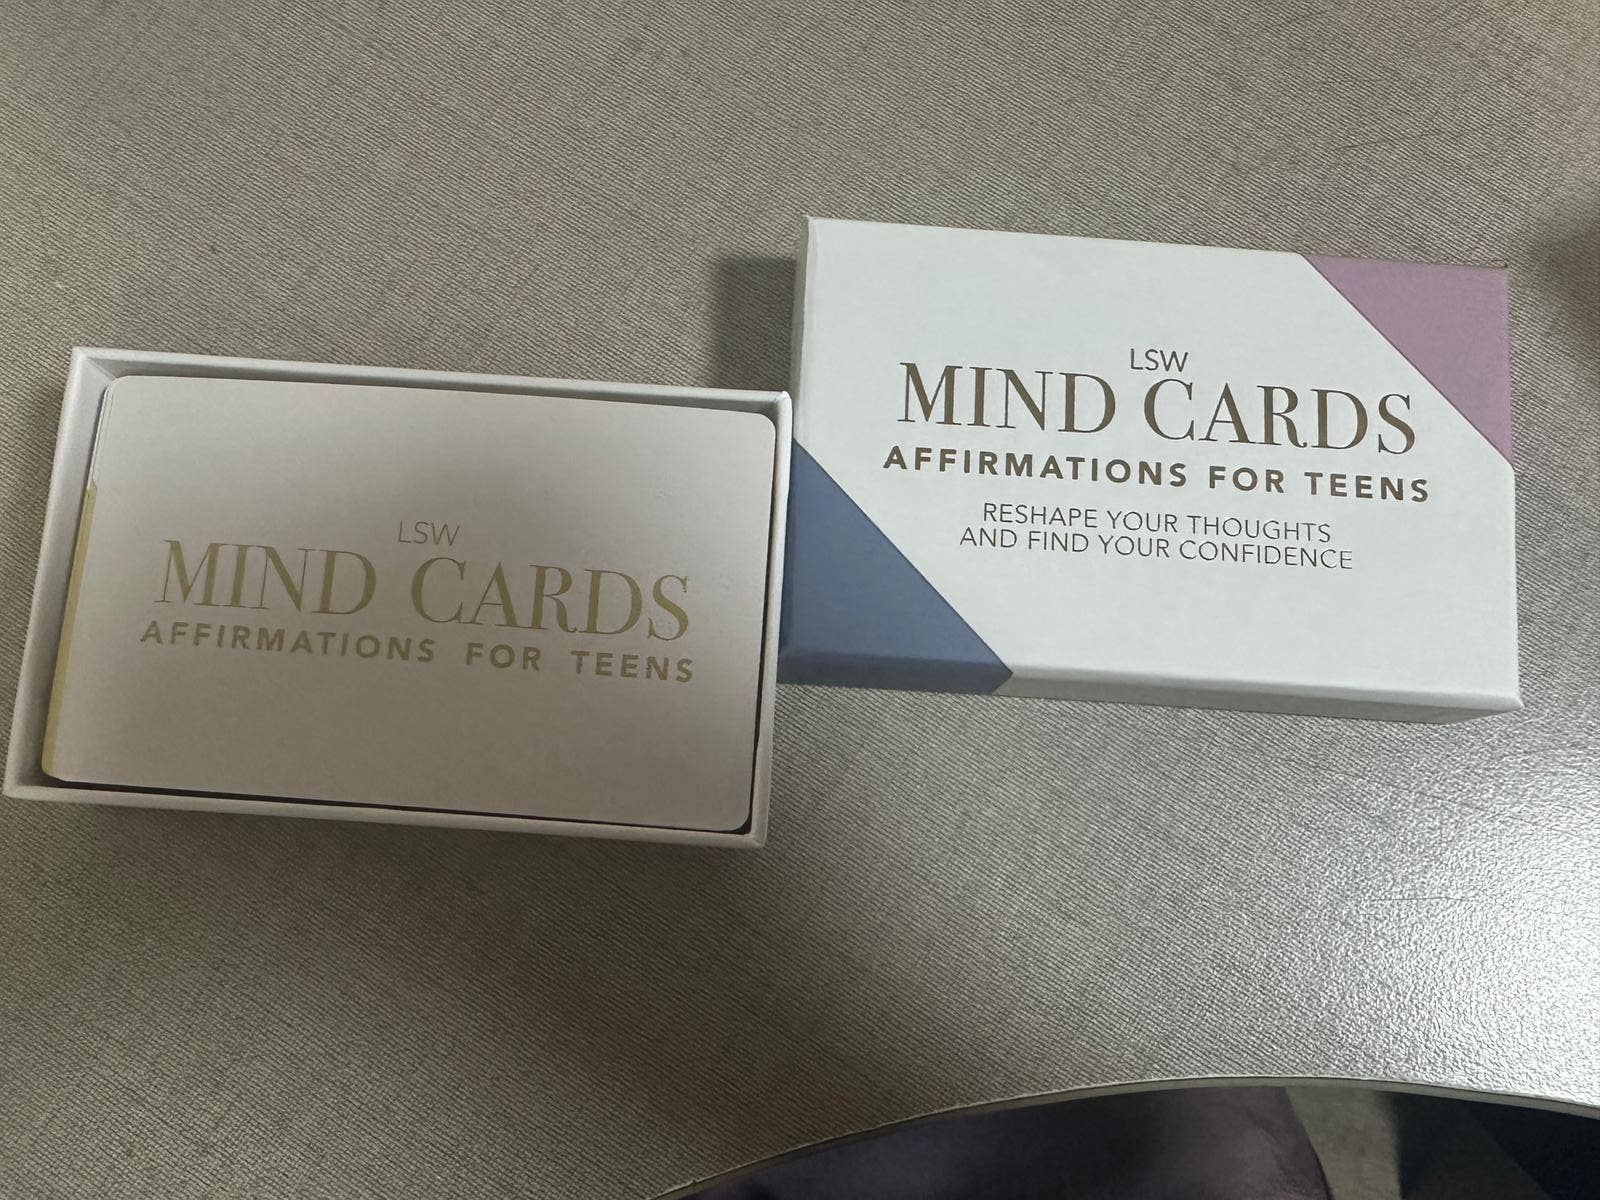 LSW
MIND CARDS
AFFIRMATIONS FOR TEENS
LSW
MIND CARDS
AFFIRMATIONS FOR TEENS
RESHAPE YOUR THOUGHTS
AND FIND YOUR CONFIDENCE